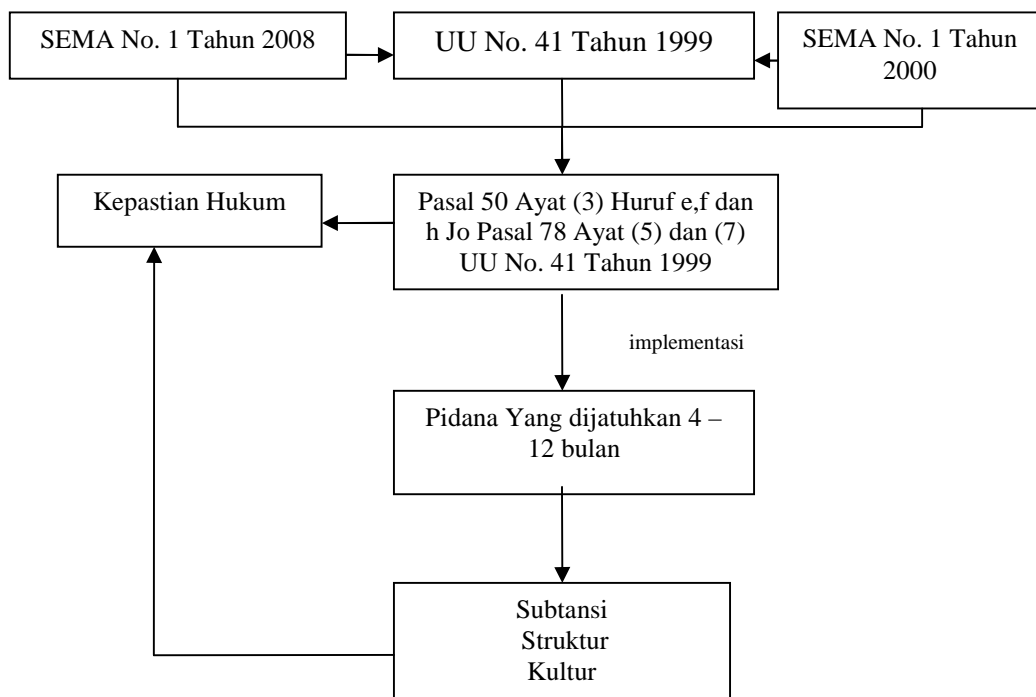 SEMA No. 1 Tahun 2008
UU No. 41 Tahun 1999
SEMA No. 1 Tahun
2000
Kepastian Hukum
Pasal 50 Ayat (3) Huruf e,f dan
h Jo Pasal 78 Ayat (5) dan (7)
UU No. 41 Tahun 1999
implementasi
Pidana Yang dijatuhkan 4 –
12 bulan
Subtansi
Struktur
Kultur